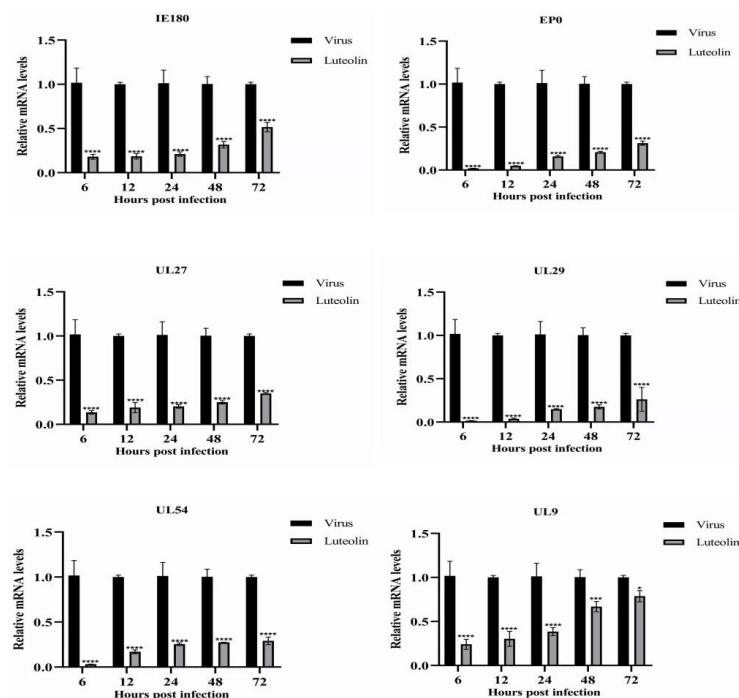 IE180
Relative mRNA levels
1.5
1.0
0.5
0.0
Virus
Luteolin
**** **** **** **** ****
6 12 24 48 72
Hours post infection
EP0
Relative mRNA levels
1.5
1.0
0.5
0.0
Virus
Luteolin
**** **** **** **** ****
6 12 24 48 72
Hours post infection
UL27
Relative mRNA levels
1.5
1.0
0.5
0.0
Virus
Luteolin
**** **** **** **** ****
6 12 24 48 72
Hours post infection
UL29
Relative mRNA levels
1.5
1.0
0.5
0.0
Virus
Luteolin
**** **** **** **** ****
6 12 24 48 72
Hours post infection
UL54
Relative mRNA levels
1.5
1.0
0.5
0.0
Virus
Luteolin
**** **** **** **** ****
6 12 24 48 72
Hours post infection
UL9
Relative mRNA levels
1.5
1.0
0.5
0.0
Virus
Luteolin
**** **** **** *** *
6 12 24 48 72
Hours post infection